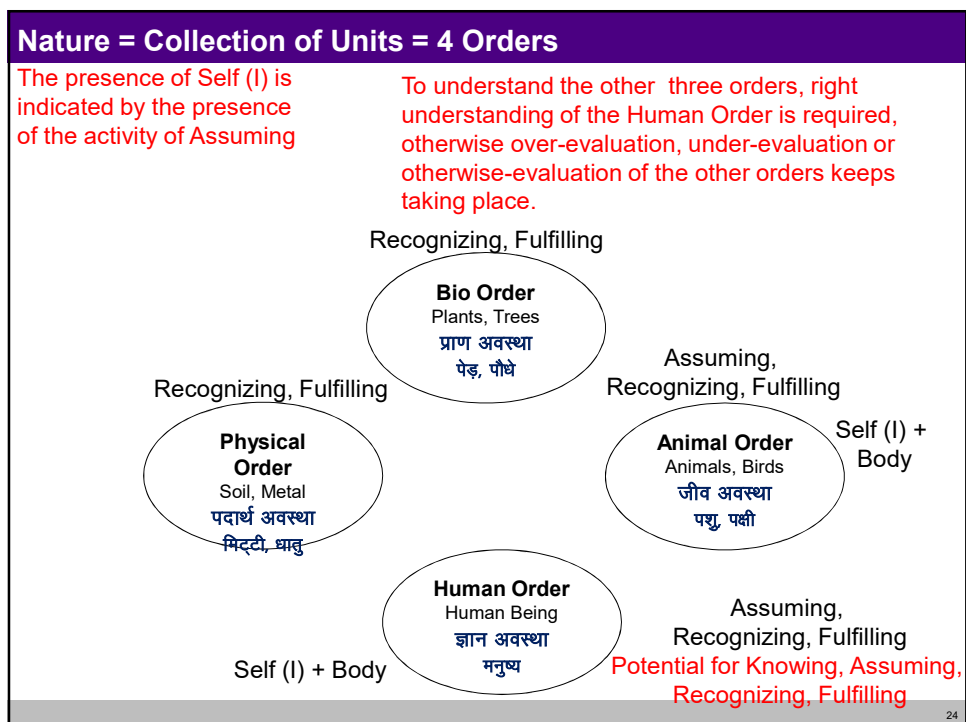 Nature = Collection of Units = 4 Orders
The presence of Self (I) is
indicated by the presence
of the activity of Assuming
To understand the other three orders, right
understanding of the Human Order is required,
otherwise over-evaluation, under-evaluation or
otherwise-evaluation of the other orders keeps
taking place.
Recognizing, Fulfilling
Bio Order
Plants, Trees
प्राण अवस्था
पेड़, पौधे
Recognizing, Fulfilling
Physical
Order
Soil, Metal
पदार्थ अवस्था
मिट्टी, धातु
Assuming,
Recognizing, Fulfilling
Animal Order
Animals, Birds
जीव अवस्था
पशु, पक्षी
Self (I) +
Body
Human Order
Human Being
ज्ञान अवस्था
मनुष्य
Self (I) + Body
Assuming,
Recognizing, Fulfilling
Potential for Knowing, Assuming,
Recognizing, Fulfilling
24